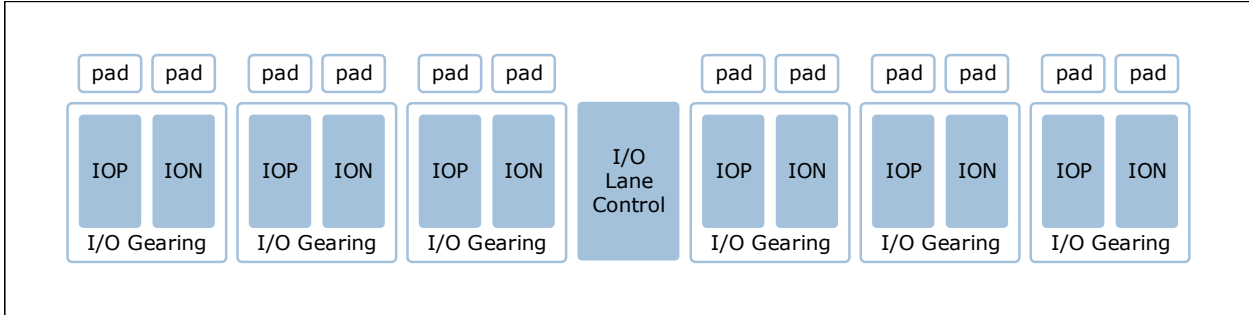 pad pad pad pad pad pad pad pad pad pad pad pad
IOP ION IOP ION IOP ION I/O Lane Control IOP ION IOP ION IOP ION
I/O Gearing I/O Gearing I/O Gearing I/O Gearing I/O Gearing I/O Gearing